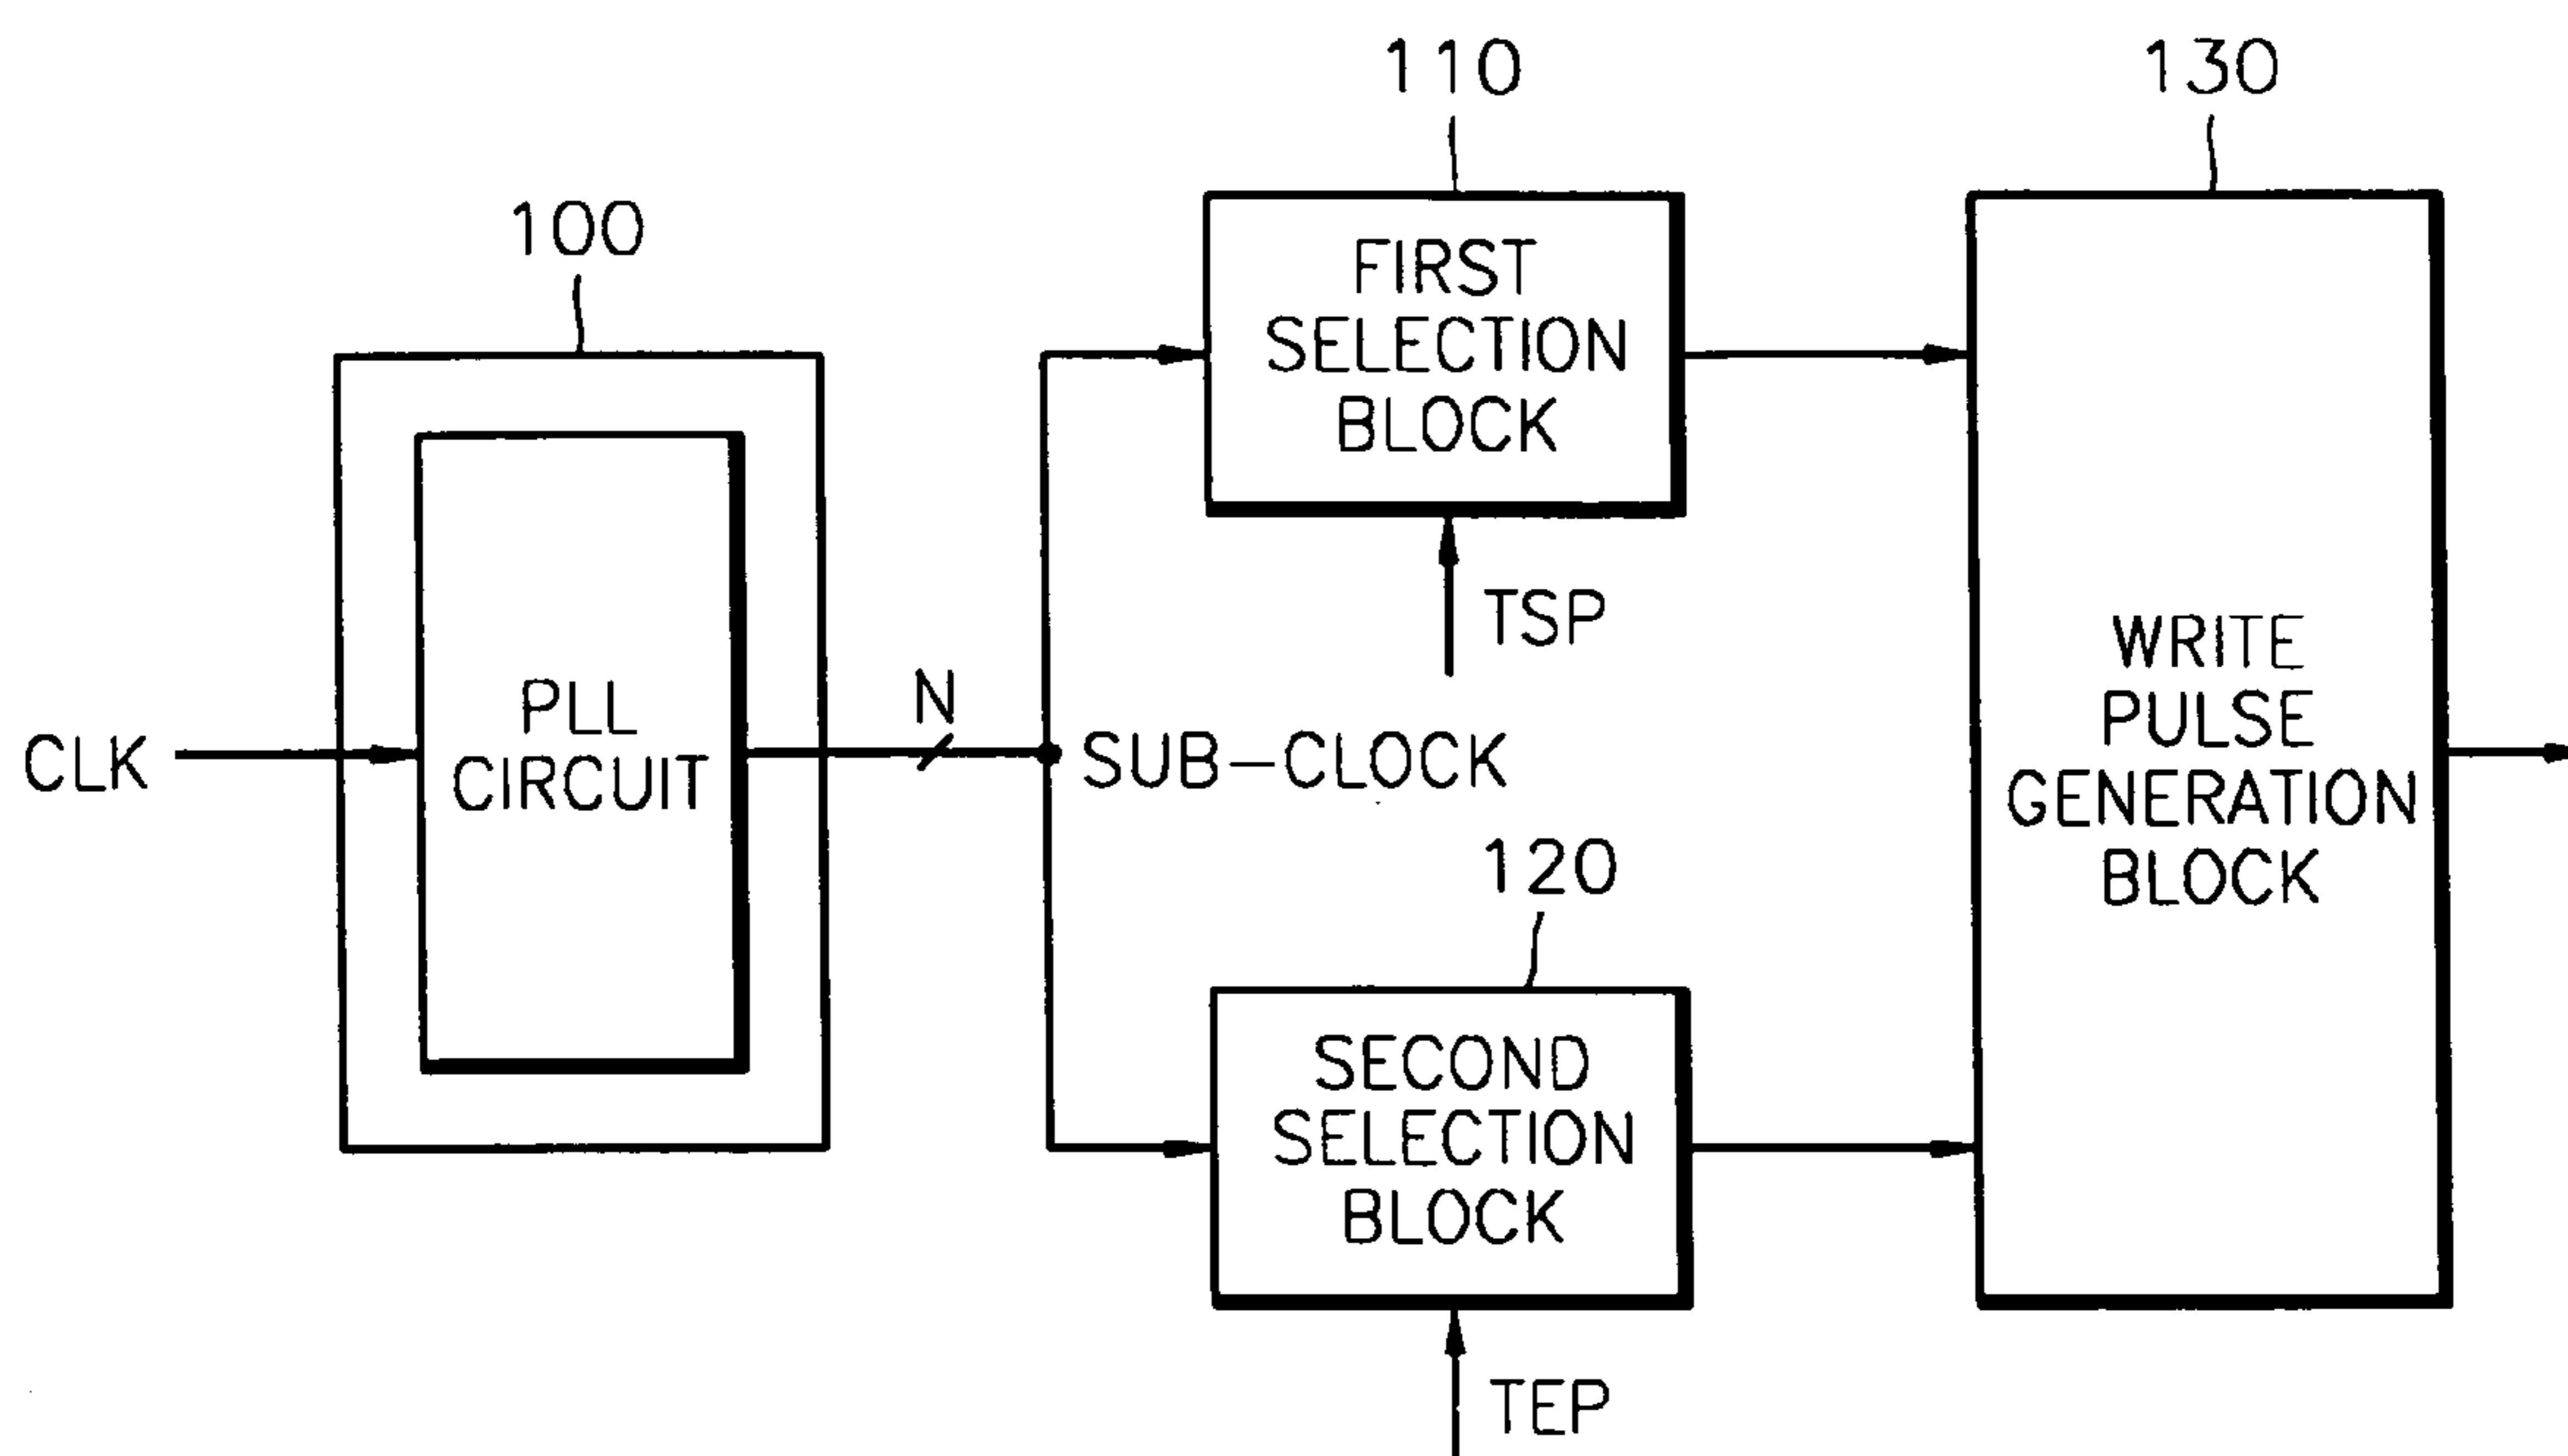 110
130
100
FIRST
SELECTION
BLOCK
TSP
WRITE
PULSE
GENERATION
BLOCK
PLL
CIRCUIT
N
CLK
SUB-CLOCK
120
SECOND
SELECTION
BLOCK
TEP